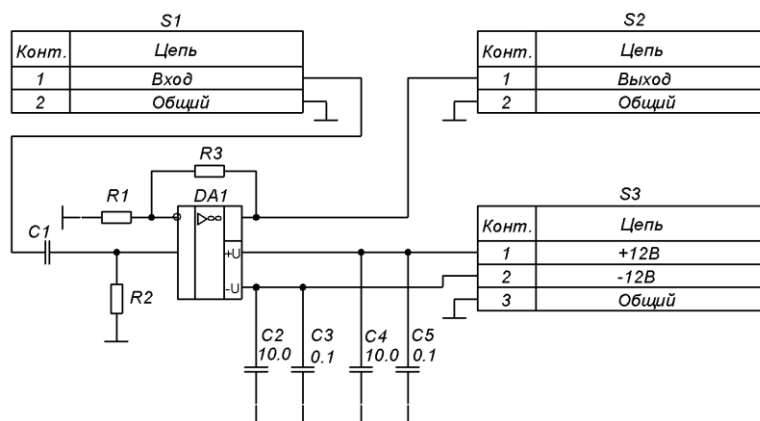 S1
Конт. Цепь
1 Вход
2 Общий
S2
Конт. Цепь
1 Выход
2 Общий
R3
R1
DA1
C1
▷∞
+U
-U
R2
S3
Конт. Цепь
1 +12В
2 -12В
3 Общий
C2
10.0
C3
0.1
C4
10.0
C5
0.1